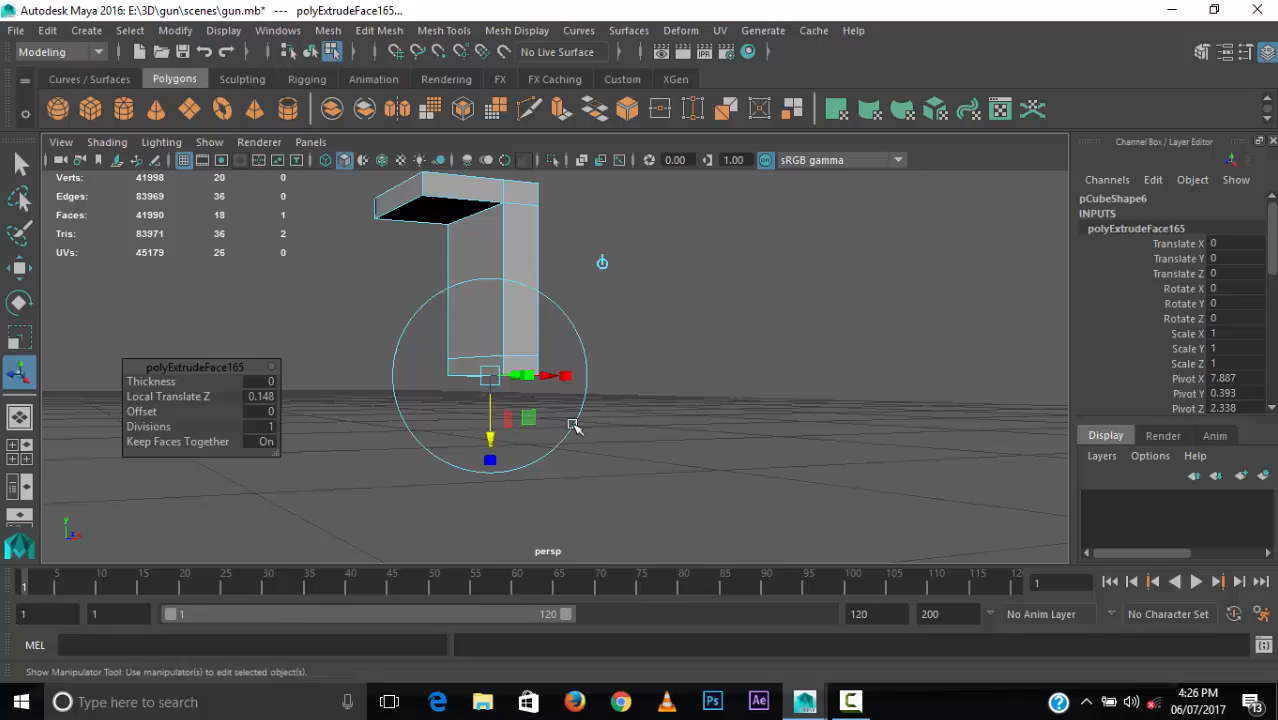 Autodesk Maya 2016: E:\3D\gun\scenes\gun.mb*   ---   polyExtrudeFace165...
File Edit Create Select Modify Display Windows Mesh Edit Mesh Mesh Tools Mesh Display Curves Surfaces Deform UV Generate Cache Help
Modeling No Live Surface
Curves / Surfaces Polygons Sculpting Rigging Animation Rendering FX FX Caching Custom XGen
View Shading Lighting Show Renderer Panels
0.00 1.00 sRGB gamma
Verts: 41998 20 0
Edges: 83969 36 0
Faces: 41990 18 1
Tris: 83971 36 2
UVs: 45179 26 0
polyExtrudeFace165
Thickness 0
Local Translate Z 0.148
Offset 0
Divisions 1
Keep Faces Together On
y
persp
Channel Box / Layer Editor
Channels Edit Object Show
pCubeShape6
INPUTS
polyExtrudeFace165
Translate X 0
Translate Y 0
Translate Z 0
Rotate X 0
Rotate Y 0
Rotate Z 0
Scale X 1
Scale Y 1
Scale Z 1
Pivot X 7.887
Pivot Y 0.393
Pivot Z 2.338
Display Render Anim
Layers Options Help
1 5 10 15 20 25 30 35 40 45 50 55 60 65 70 75 80 85 90 95 100 105 110 115 12 1
1 1 1 120 120 200 No Anim Layer No Character Set
MEL
Show Manipulator Tool: Use manipulator(s) to edit selected object(s).
Type here to search
Ps Ae
4:26 PM
06/07/2017
13